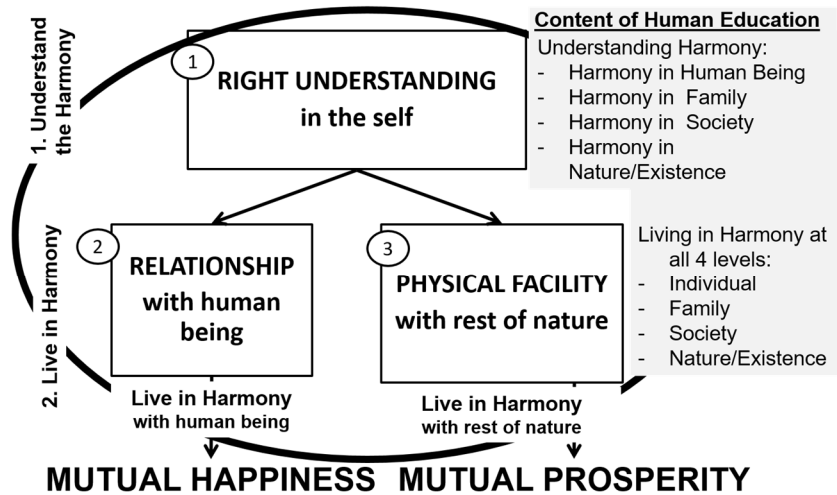 Content of Human Education
Understanding Harmony:
- Harmony in Human Being
- Harmony in Family
- Harmony in Society
- Harmony in
Nature/Existence
1. Understand
the Harmony
1
RIGHT UNDERSTANDING
in the self
2. Live in Harmony
2
RELATIONSHIP
with human
being
3
PHYSICAL FACILITY
with rest of nature
Living in Harmony at
all 4 levels:
- Individual
- Family
- Society
- Nature/Existence
Live in Harmony
with human being
Live in Harmony
with rest of nature
MUTUAL HAPPINESS
MUTUAL PROSPERITY